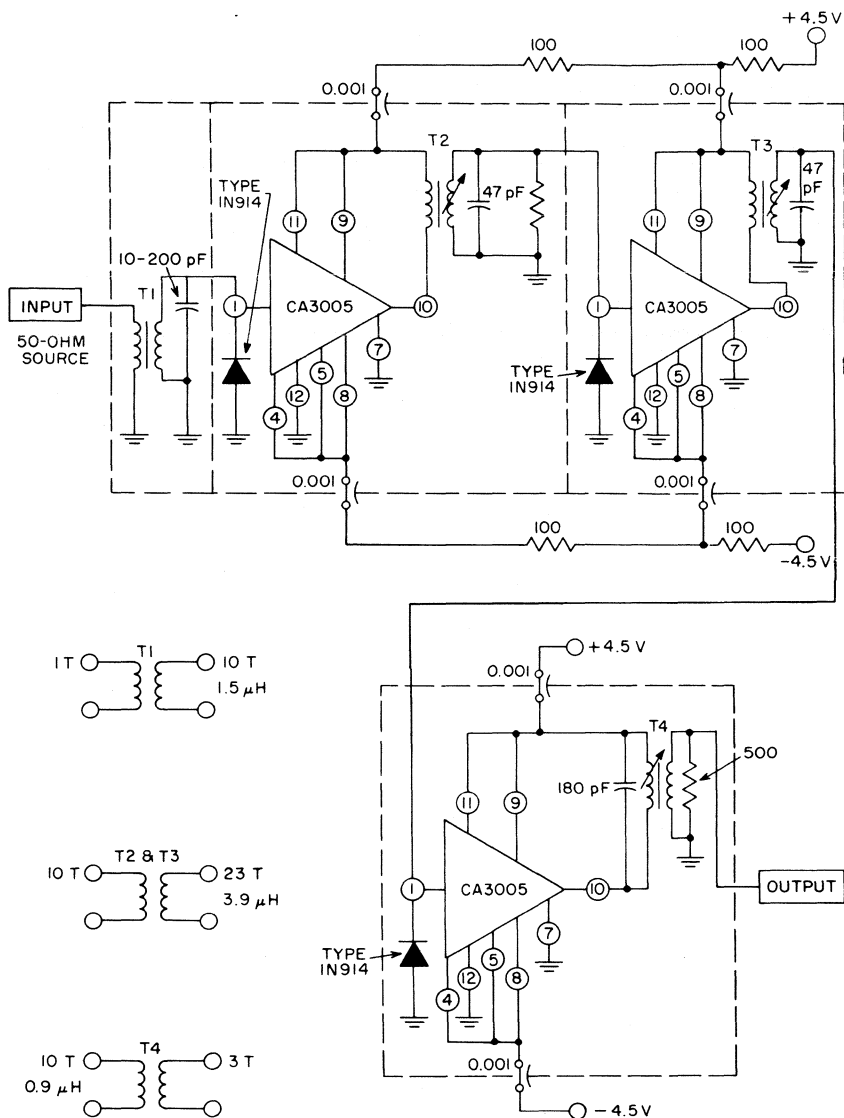 +4.5 V
100
100
0.001
0.001
T2
T3
TYPE
IN914
47 pF
47
pF
11
9
11
9
10-200 pF
T1
INPUT
50-OHM
SOURCE
1
CA3005
10
1
CA3005
10
7
5
12
8
4
TYPE
IN914
7
5
12
8
4
0.001
0.001
100
100
-4.5V
T1
1T
10 T
1.5 μH
+4.5 V
0.001
T4
500
180 pF
11
9
T2 & T3
10T
23 T
3.9 μH
1
CA3005
10
OUTPUT
TYPE
IN914
7
5
12
8
4
T4
10 T
3 T
0.9 μH
0.001
-4.5V